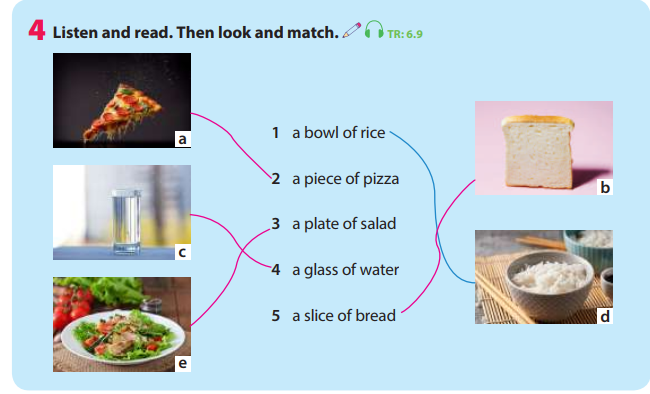 4 Listen and read. Then look and match. TR: 6.9
a
1 a bowl of rice
b
2 a piece of pizza
c
3 a plate of salad
d
4 a glass of water
e
5 a slice of bread